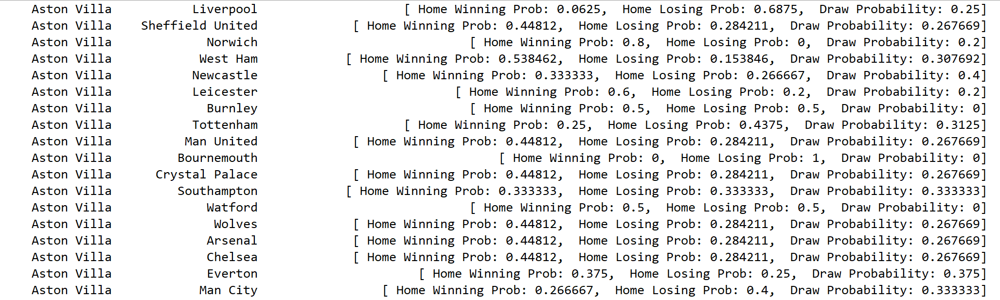 Aston Villa Liverpool [ Home Winning Prob: 0.0625, Home Losing Prob: 0.6875, Draw Probability: 0.25]
Aston Villa Sheffield United [ Home Winning Prob: 0.44812, Home Losing Prob: 0.284211, Draw Probability: 0.267669]
Aston Villa Norwich [ Home Winning Prob: 0.8, Home Losing Prob: 0, Draw Probability: 0.2]
Aston Villa West Ham [ Home Winning Prob: 0.538462, Home Losing Prob: 0.153846, Draw Probability: 0.307692]
Aston Villa Newcastle [ Home Winning Prob: 0.333333, Home Losing Prob: 0.266667, Draw Probability: 0.4]
Aston Villa Leicester [ Home Winning Prob: 0.6, Home Losing Prob: 0.2, Draw Probability: 0.2]
Aston Villa Burnley [ Home Winning Prob: 0.5, Home Losing Prob: 0.5, Draw Probability: 0]
Aston Villa Tottenham [ Home Winning Prob: 0.25, Home Losing Prob: 0.4375, Draw Probability: 0.3125]
Aston Villa Man United [ Home Winning Prob: 0.44812, Home Losing Prob: 0.284211, Draw Probability: 0.267669]
Aston Villa Bournemouth [ Home Winning Prob: 0, Home Losing Prob: 1, Draw Probability: 0]
Aston Villa Crystal Palace [ Home Winning Prob: 0.44812, Home Losing Prob: 0.284211, Draw Probability: 0.267669]
Aston Villa Southampton [ Home Winning Prob: 0.333333, Home Losing Prob: 0.333333, Draw Probability: 0.333333]
Aston Villa Watford [ Home Winning Prob: 0.5, Home Losing Prob: 0.5, Draw Probability: 0]
Aston Villa Wolves [ Home Winning Prob: 0.44812, Home Losing Prob: 0.284211, Draw Probability: 0.267669]
Aston Villa Arsenal [ Home Winning Prob: 0.44812, Home Losing Prob: 0.284211, Draw Probability: 0.267669]
Aston Villa Chelsea [ Home Winning Prob: 0.44812, Home Losing Prob: 0.284211, Draw Probability: 0.267669]
Aston Villa Everton [ Home Winning Prob: 0.375, Home Losing Prob: 0.25, Draw Probability: 0.375]
Aston Villa Man City [ Home Winning Prob: 0.266667, Home Losing Prob: 0.4, Draw Probability: 0.333333]